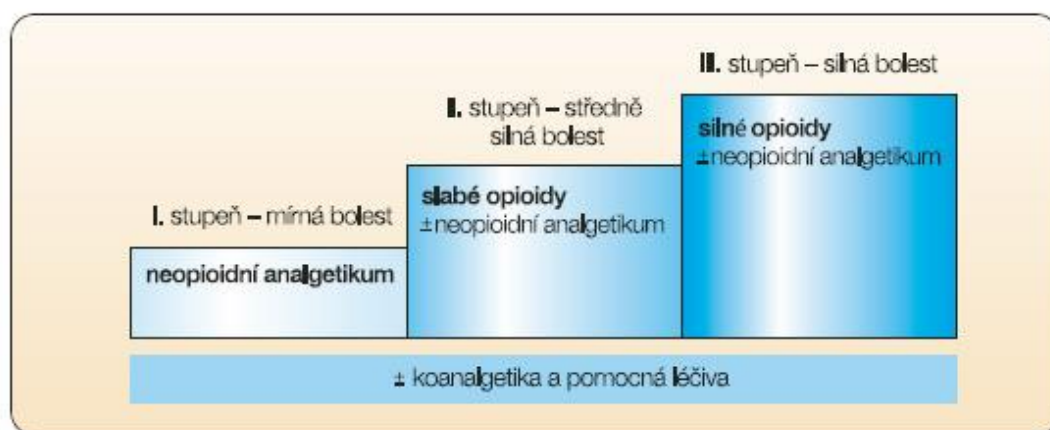 I. stupeň – mírná bolest
neopioidní analgetikum
II. stupeň – středně
silná bolest
slabé opioidy
±neopioidní analgetikum
III. stupeň – silná bolest
silné opioidy
±neopioidní analgetikum
± koanalgetika a pomocná léčiva